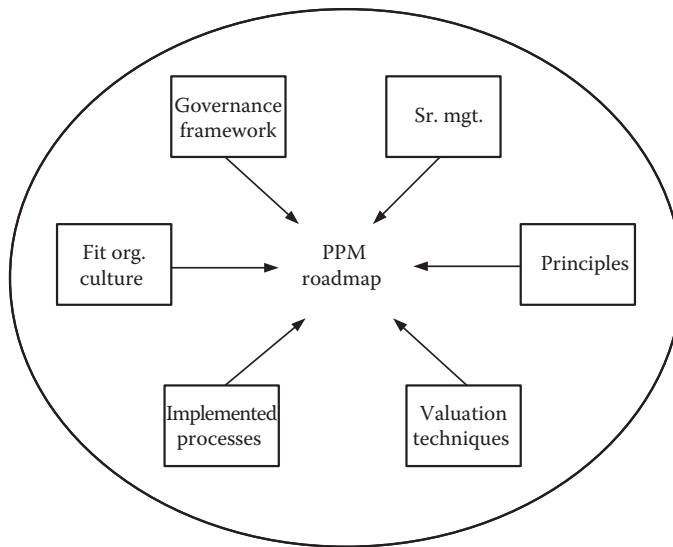 Governance
framework
Sr. mgt.
Fit org.
culture
PPM
roadmap
Principles
Implemented
processes
Valuation
techniques